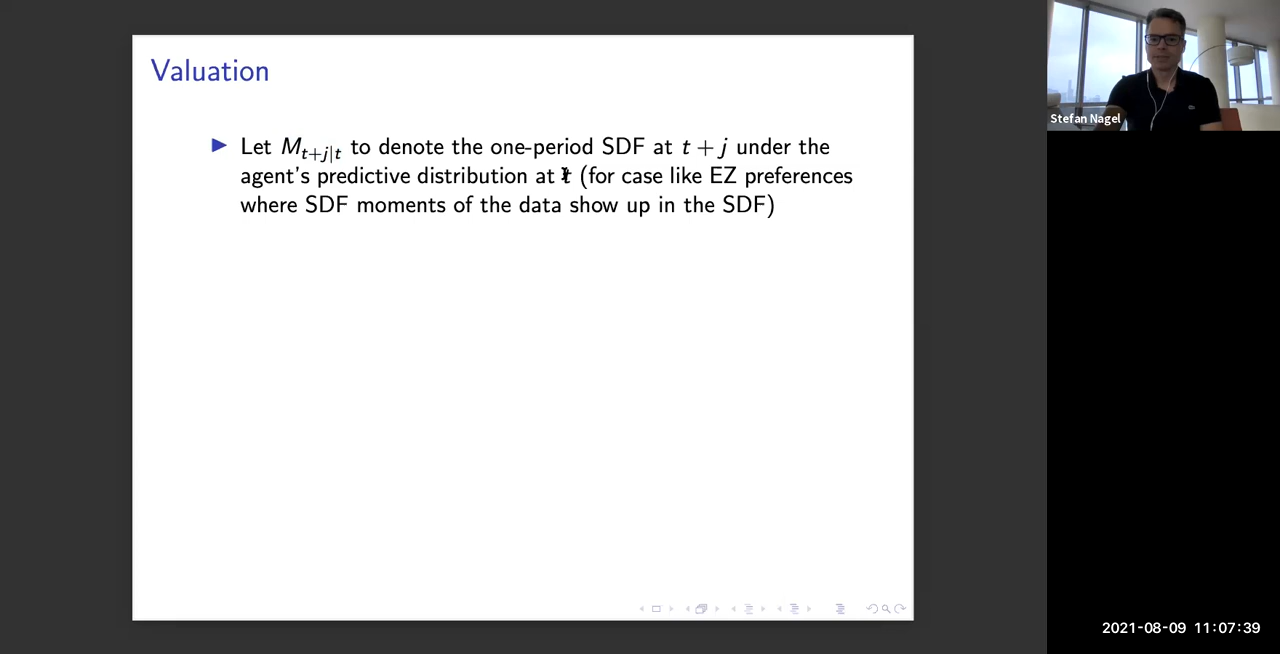 Valuation
Let M_{t+j|t} to denote the one-period SDF at t + j under the
agent's predictive distribution at t (for case like EZ preferences
where SDF moments of the data show up in the SDF)
Stefan Nagel
2021-08-09 11:07:39